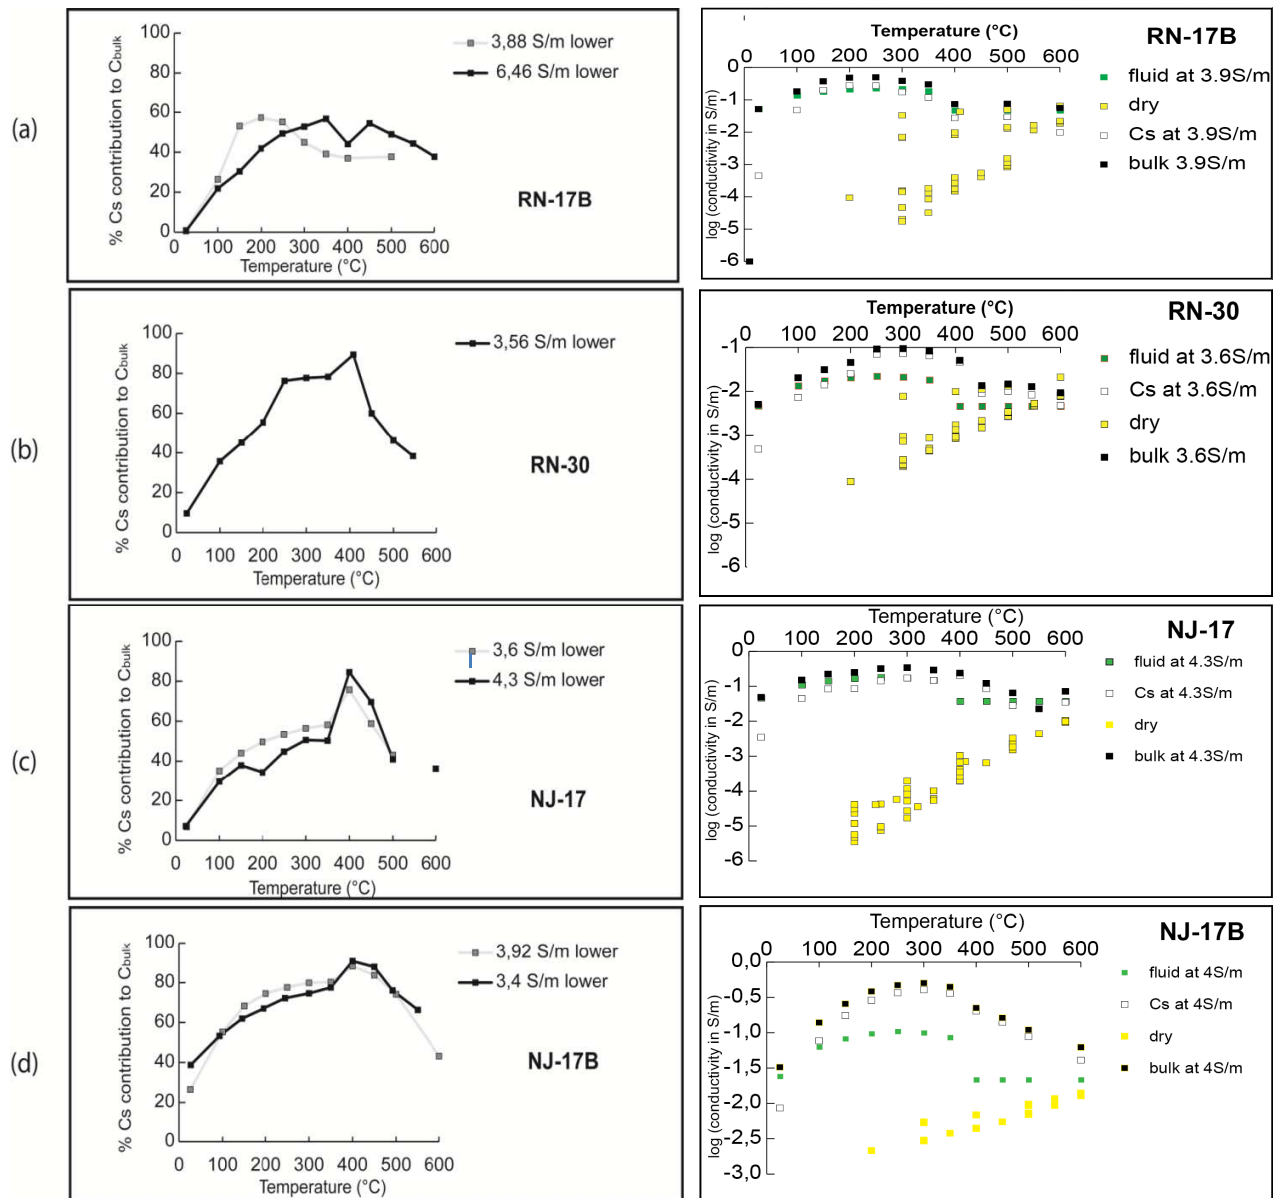 (a)
% Cs contribution to Cbulk
100
80
60
40
20
0
0 100 200 300 400 500 600
Temperature (°C)
3,88 S/m lower
6,46 S/m lower
RN-17B
Temperature (°C)
0 100 200 300 400 500 600
log (conductivity in S/m)
0
-1
-2
-3
-4
-5
-6
RN-17B
fluid at 3.9S/m
dry
Cs at 3.9S/m
bulk 3.9S/m
(b)
% Cs contribution to Cbulk
100
80
60
40
20
0
0 100 200 300 400 500 600
Temperature (°C)
3,56 S/m lower
RN-30
Temperature (°C)
0 100 200 300 400 500 600
log (conductivity in S/m)
-1
-2
-3
-4
-5
-6
RN-30
fluid at 3.6S/m
Cs at 3.6S/m
dry
bulk 3.6S/m
(c)
% Cs contribution to Cbulk
100
80
60
40
20
0
0 100 200 300 400 500 600
Temperature (°C)
3,6 S/m lower
4,3 S/m lower
NJ-17
Temperature (°C)
0 100 200 300 400 500 600
log (conductivity in S/m)
-0
-1
-2
-3
-4
-5
-6
NJ-17
fluid at 4.3S/m
Cs at 4.3S/m
dry
bulk at 4.3S/m
(d)
% Cs contribution to Cbulk
100
80
60
40
20
0
0 100 200 300 400 500 600
Temperature (°C)
3,92 S/m lower
3,4 S/m lower
NJ-17B
Temperature (°C)
0 100 200 300 400 500 600
log (conductivity in S/m)
0,0
-0,5
-1,0
-1,5
-2,0
-2,5
-3,0
NJ-17B
fluid at 4S/m
Cs at 4S/m
dry
bulk at 4S/m